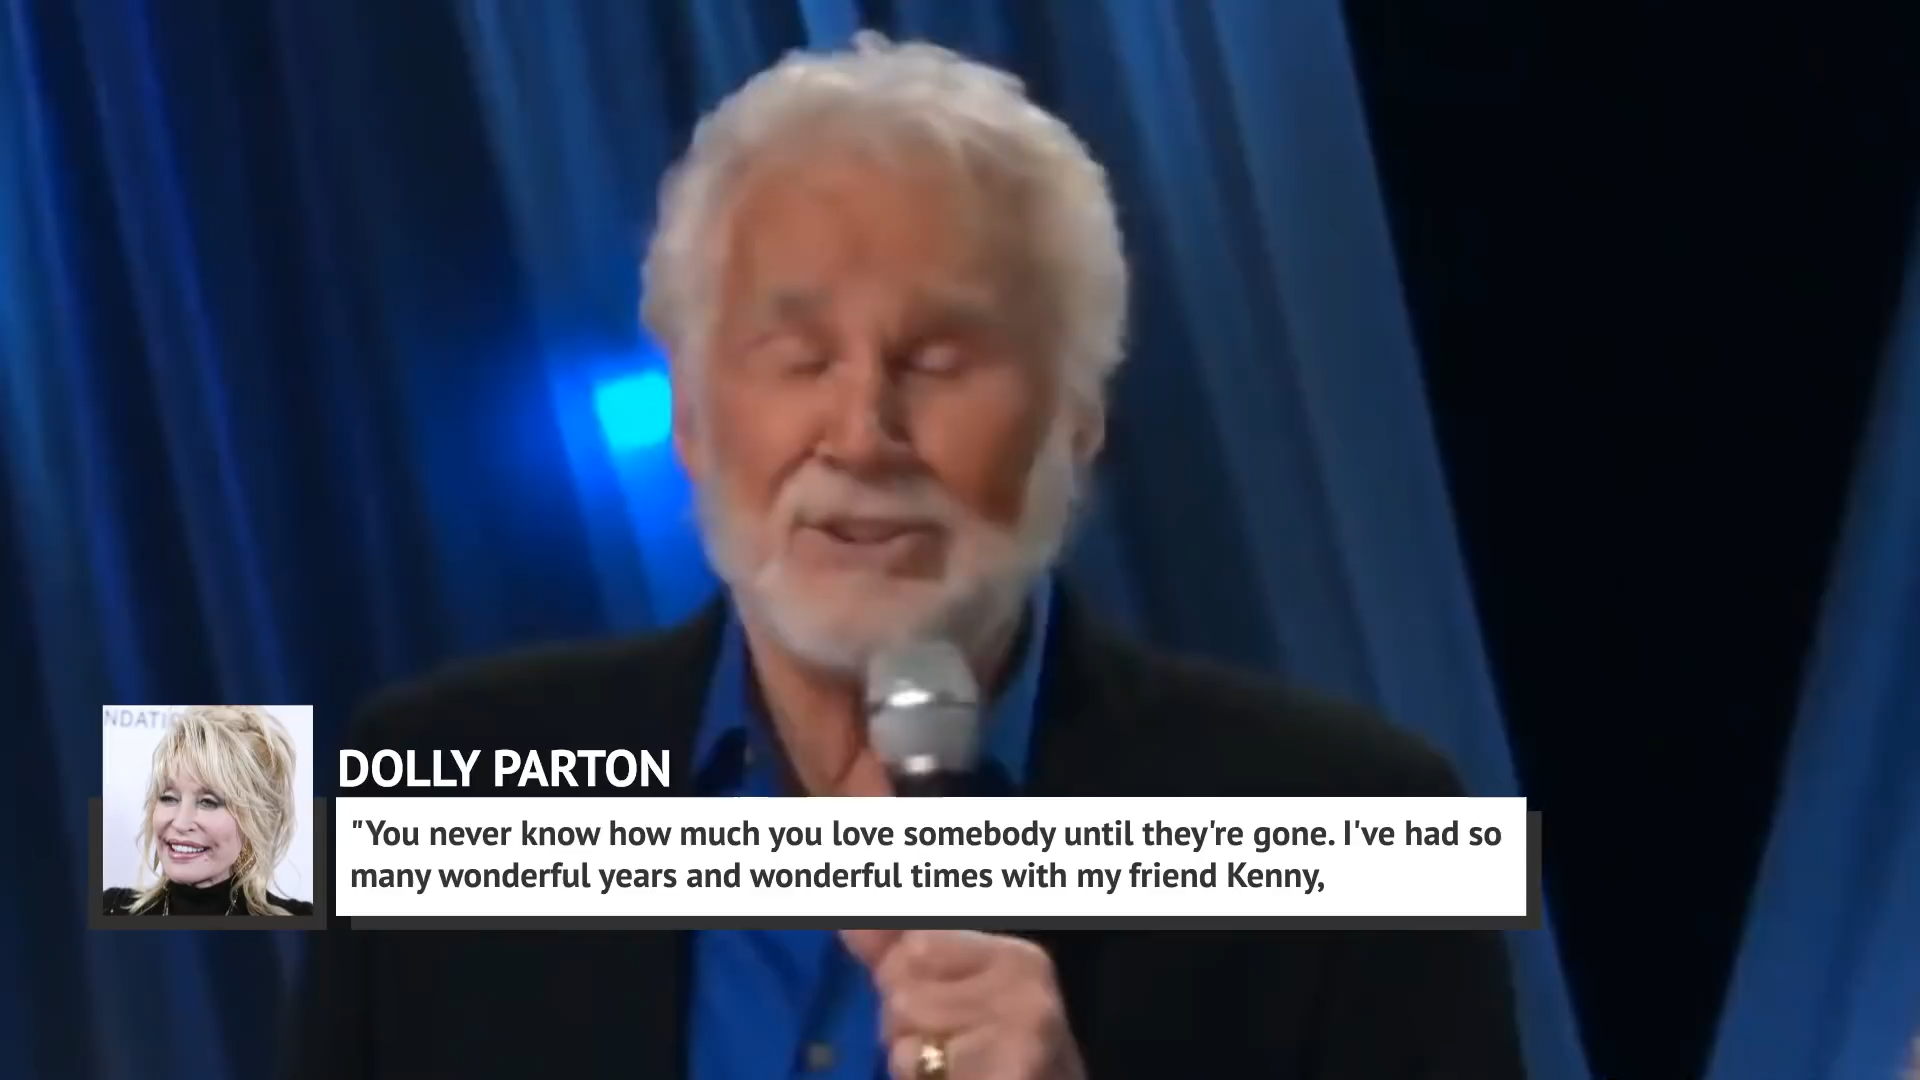 NDATI
DOLLY PARTON
"You never know how much you love somebody until they're gone. I've had so
many wonderful years and wonderful times with my friend Kenny,